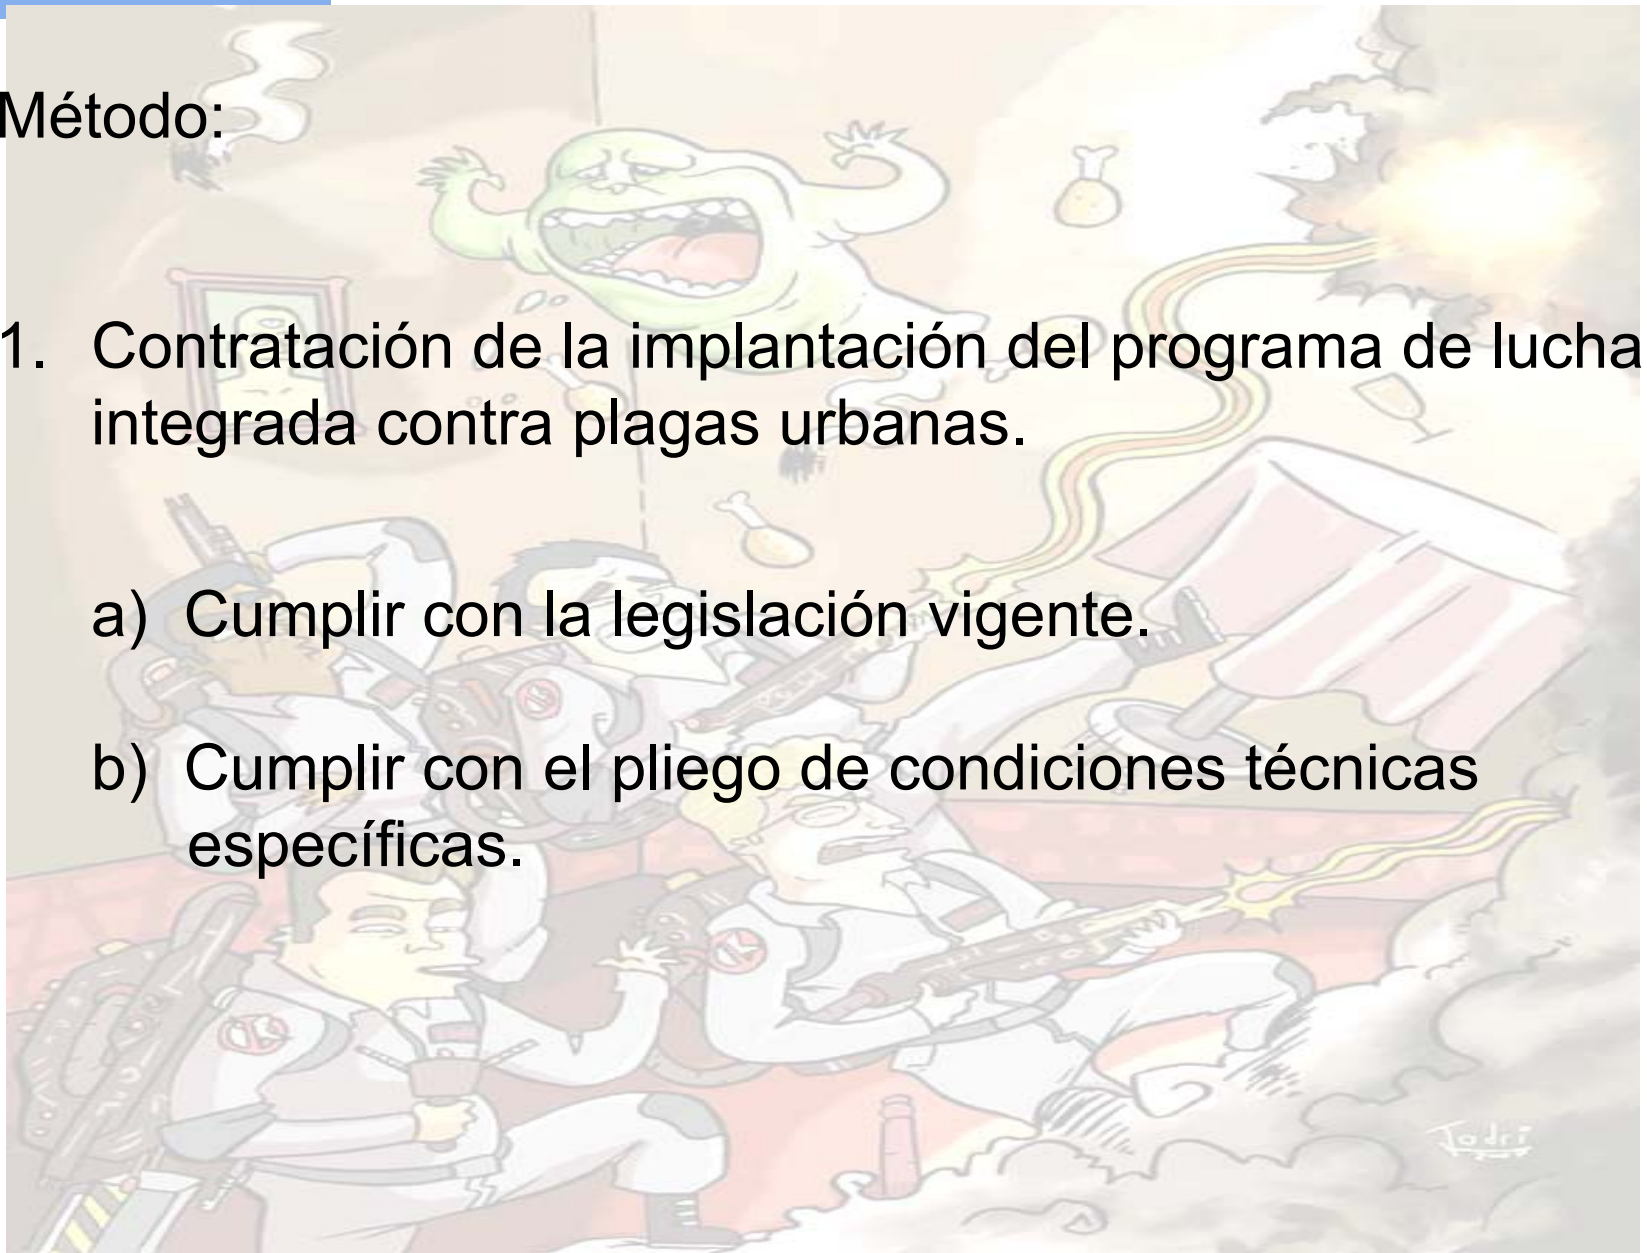 Método:
1. Contratación de la implantación del programa de lucha
integrada contra plagas urbanas.
a) Cumplir con la legislación vigente.
b) Cumplir con el pliego de condiciones técnicas
específicas.
Jodri